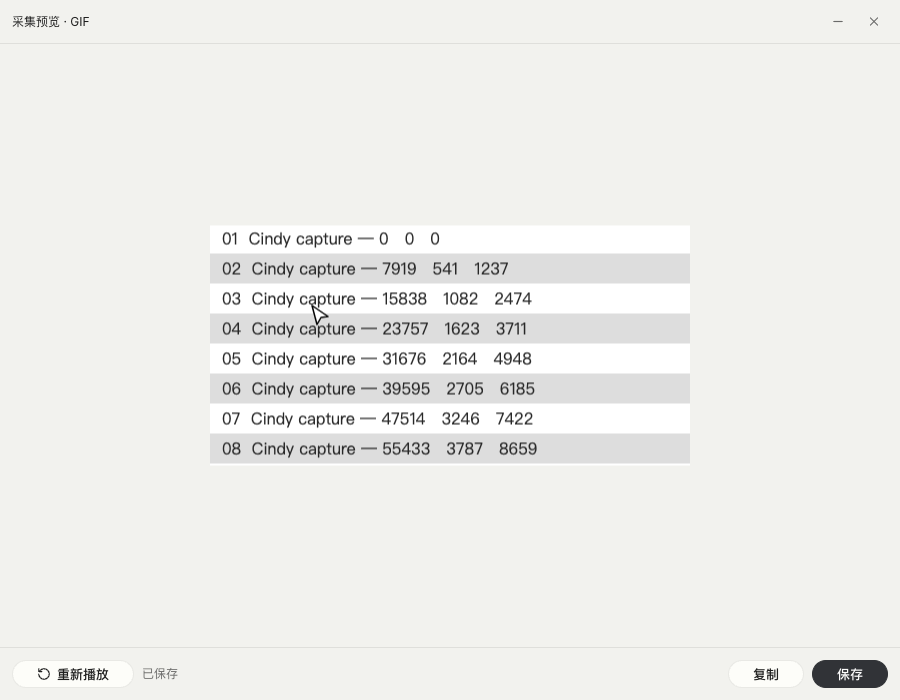 采集预览 · GIF
01 Cindy capture — 0 0 0
02 Cindy capture — 7919 541 1237
03 Cindy capture — 15838 1082 2474
04 Cindy capture — 23757 1623 3711
05 Cindy capture — 31676 2164 4948
06 Cindy capture — 39595 2705 6185
07 Cindy capture — 47514 3246 7422
08 Cindy capture — 55433 3787 8659
重新播放 已保存 复制 保存